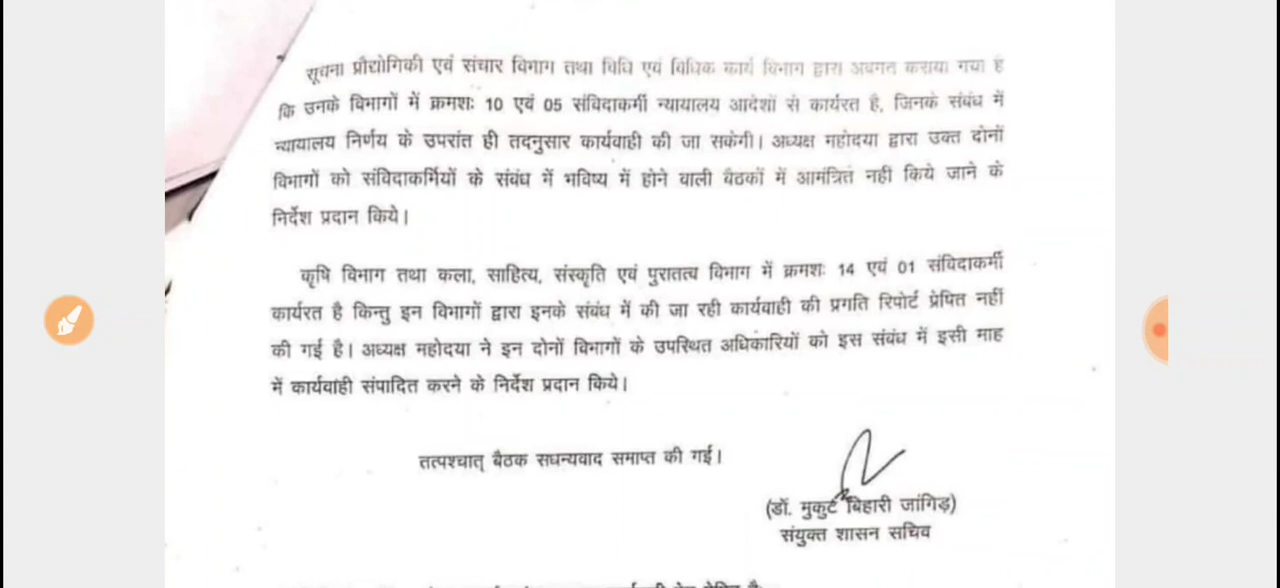 सूचना प्रौद्योगिकी एवं संचार विभाग तथा विधि एवं विधिक कार्य विभाग द्वारा अवगत कराया गया है
कि उनके विभागों में क्रमशः 10 एवं 05 संविदाकर्मी न्यायालय आदेशों से कार्यरत है, जिनके संबंध में
न्यायालय निर्णय के उपरांत ही तदनुसार कार्यवाही की जा सकेगी। अध्यक्ष महोदया द्वारा उक्त दोनों
विभागों को संविदाकर्मियों के संबंध में भविष्य में होने वाली बैठकों में आमंत्रित नहीं किये जाने के
निर्देश प्रदान किये।
कृषि विभाग तथा कला, साहित्य, संस्कृति एवं पुरातत्व विभाग में क्रमशः 14 एवं 01 संविदाकर्मी
कार्यरत है किन्तु इन विभागों द्वारा इनके संबंध में की जा रही कार्यवाही की प्रगति रिपोर्ट प्रेषित नहीं
की गई है। अध्यक्ष महोदया ने इन दोनों विभागों के उपस्थित अधिकारियों को इस संबंध में इसी माह
में कार्यवाही संपादित करने के निर्देश प्रदान किये।
तत्पश्चात् बैठक सधन्यवाद समाप्त की गई।
(डॉ. मुकुट बिहारी जांगिड़)
संयुक्त शासन सचिव